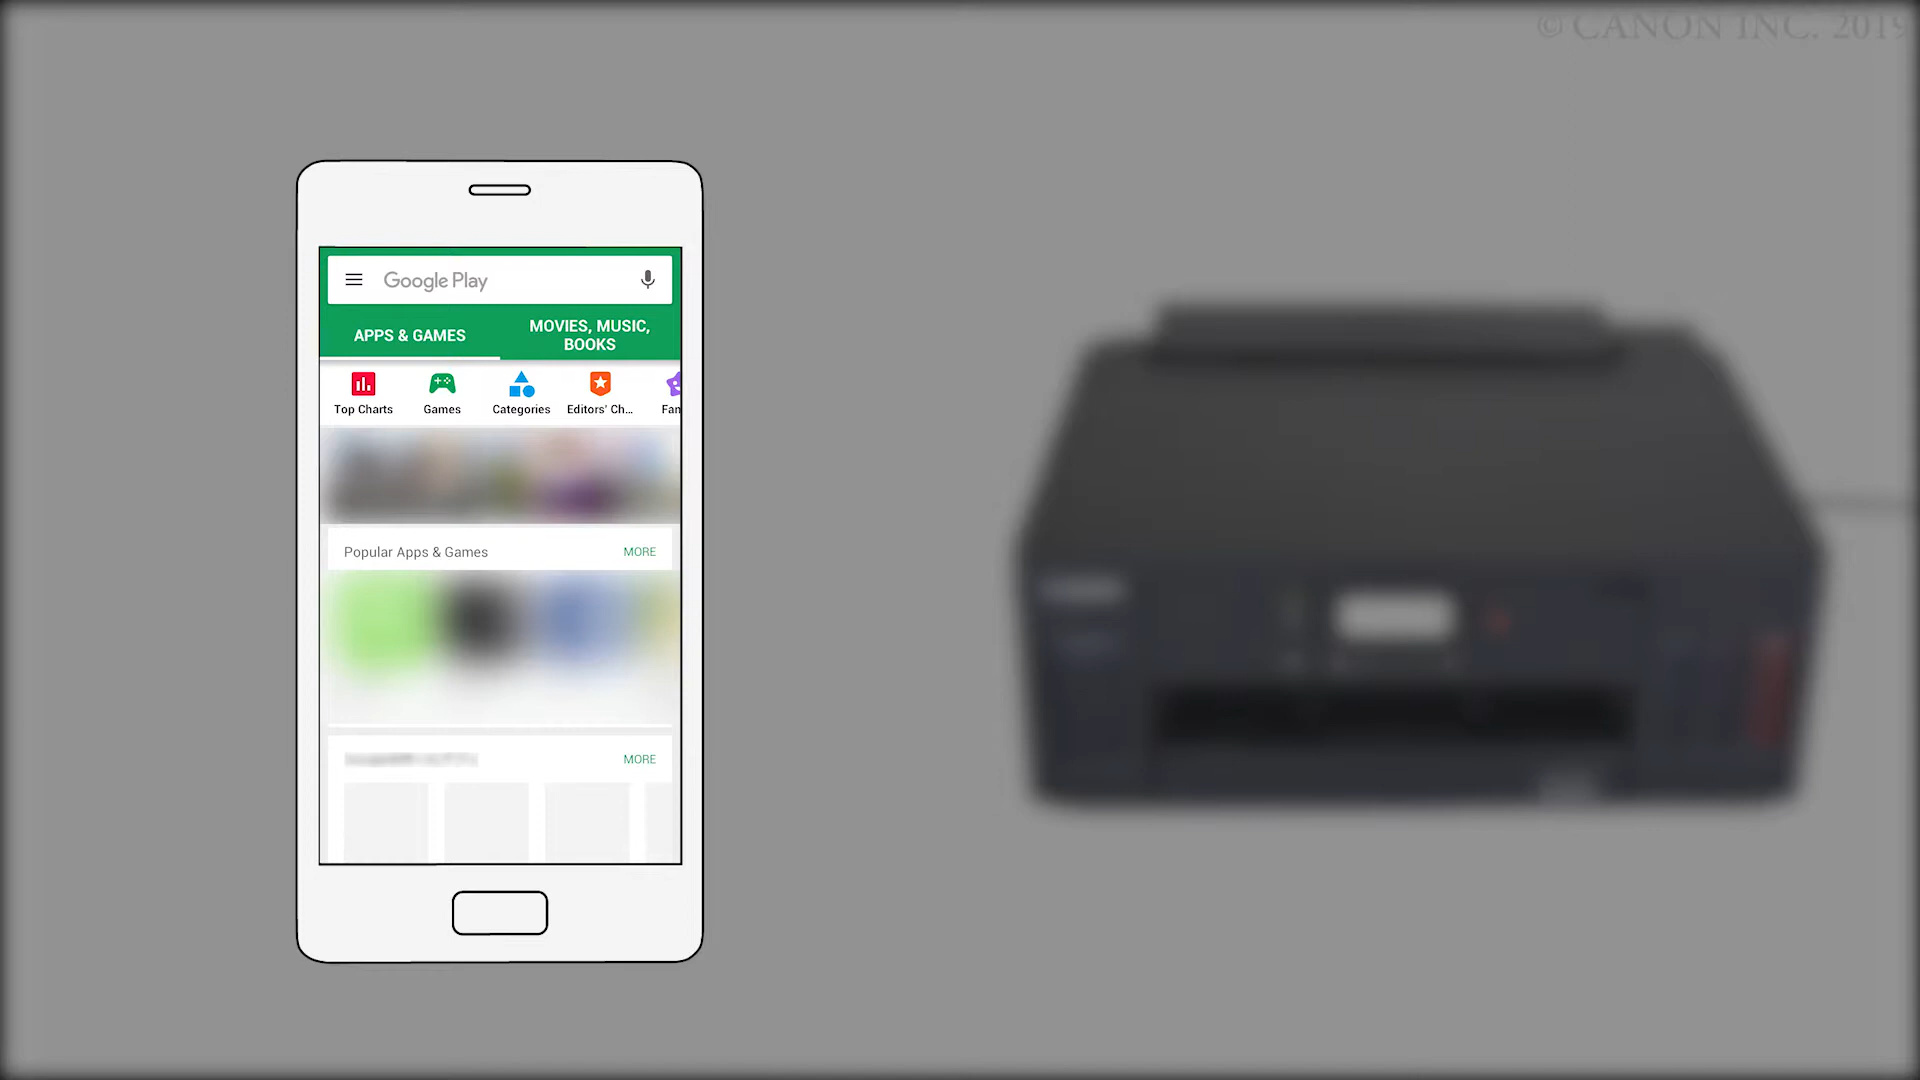 © CANON INC. 2019
Google Play
APPS & GAMES
MOVIES, MUSIC,
BOOKS
Top Charts
Games
Categories
Editors' Ch...
Fan
Popular Apps & Games
MORE
MORE